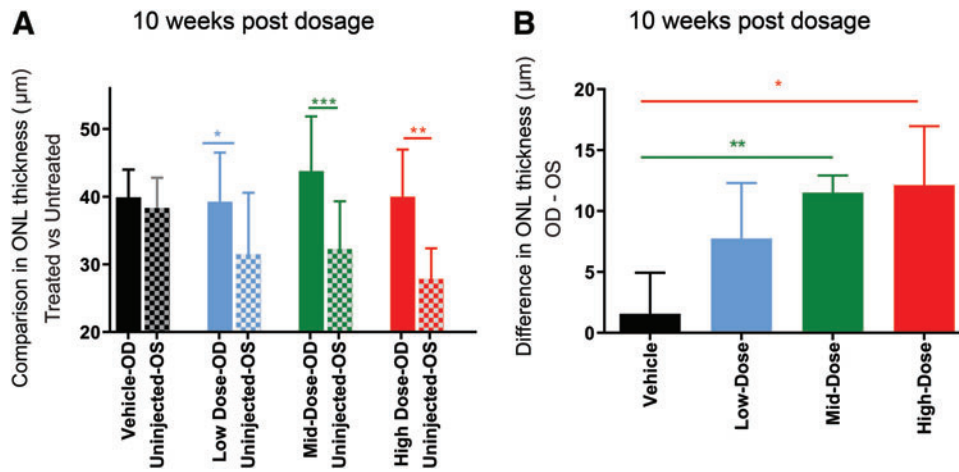 A
10 weeks post dosage
Comparison in ONL thickness (µm)
Treated vs Untreated
50
40
30
20
*
***
**
Vehicle-OD
Uninjected-OS
Low Dose-OD
Uninjected-OS
Mid-Dose-OD
Uninjected-OS
High Dose-OD
Uninjected-OS
B
10 weeks post dosage
Difference in ONL thickness (µm)
OD - OS
20
15
10
5
0
*
**
Vehicle
Low-Dose
Mid-Dose
High-Dose